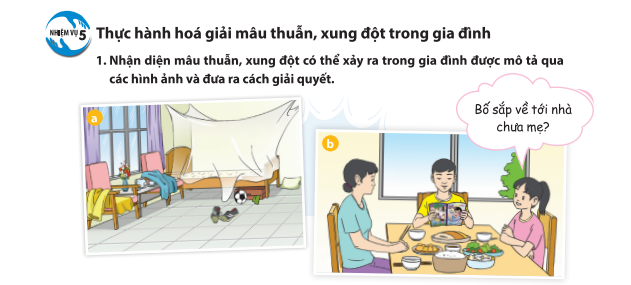 NHIỆM VỤ 5 Thực hành hoá giải mâu thuẫn, xung đột trong gia đình
1. Nhận diện mâu thuẫn, xung đột có thể xảy ra trong gia đình được mô tả qua
các hình ảnh và đưa ra cách giải quyết.
a
Bố sắp về tới nhà
chưa mẹ?
b